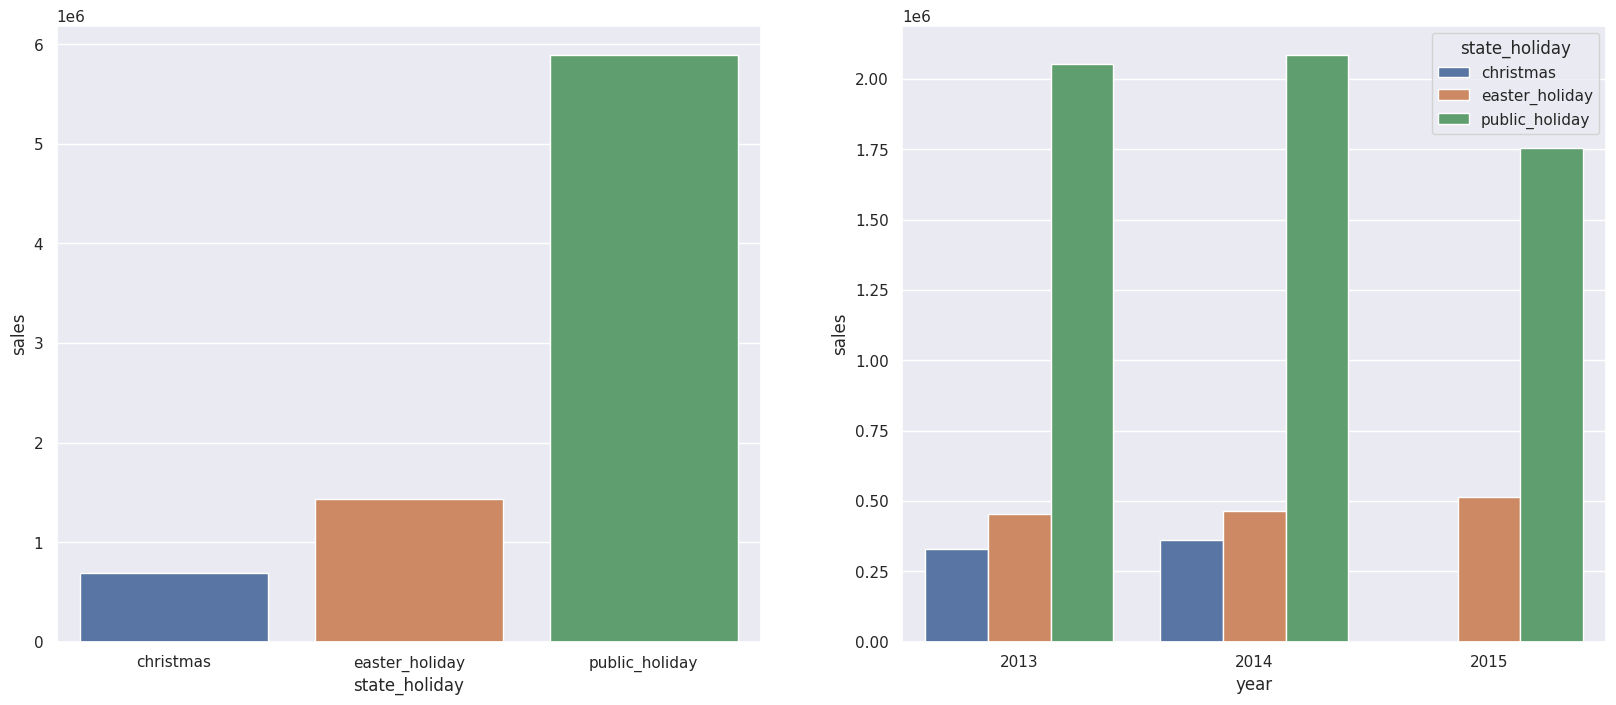 1e6
6
5
4
3
2
1
0
sales
christmas
easter_holiday
public_holiday
state_holiday
1e6
2.00
1.75
1.50
1.25
1.00
0.75
0.50
0.25
0.00
sales
state_holiday
christmas
easter_holiday
public_holiday
2013
2014
2015
year